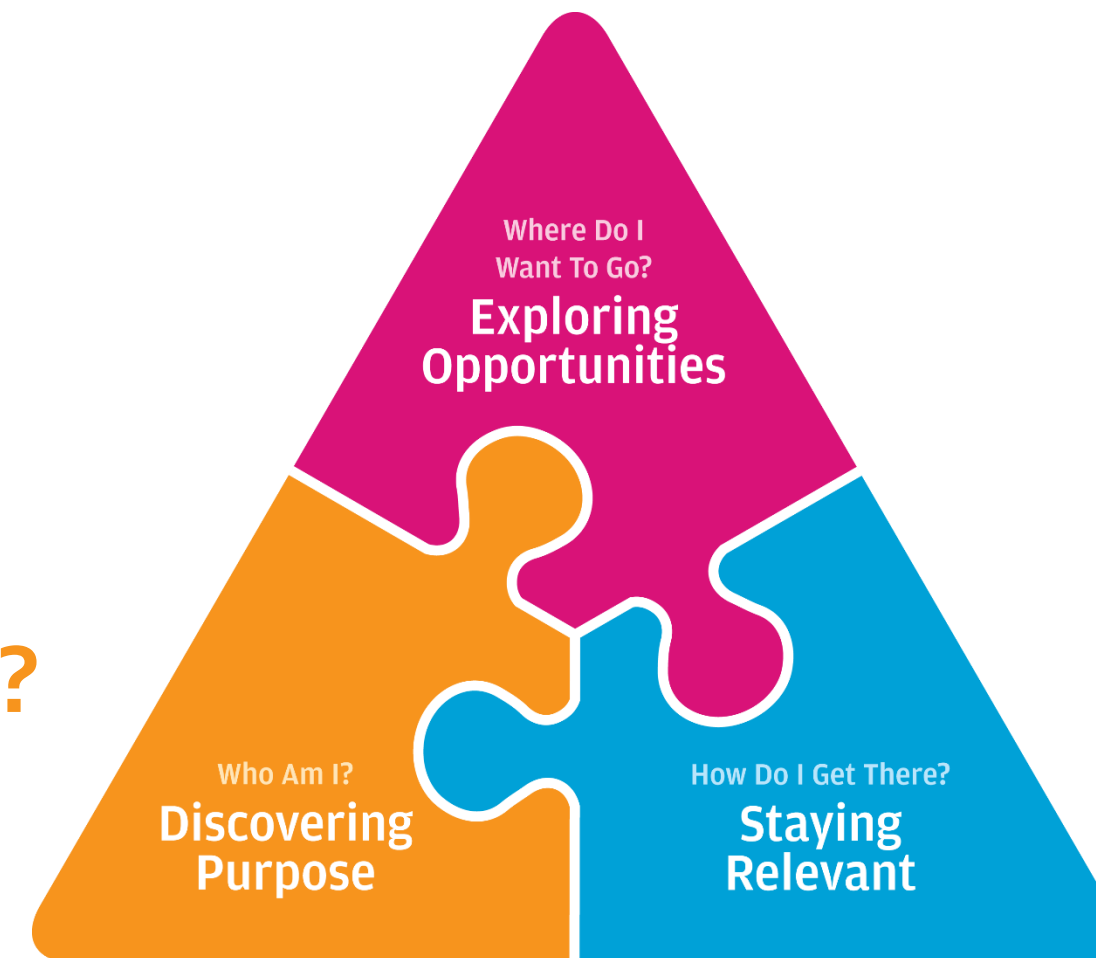 Where Do I
Want To Go?
Exploring
Opportunities
?
Who Am I?
Discovering
Purpose
How Do I Get There?
Staying
Relevant